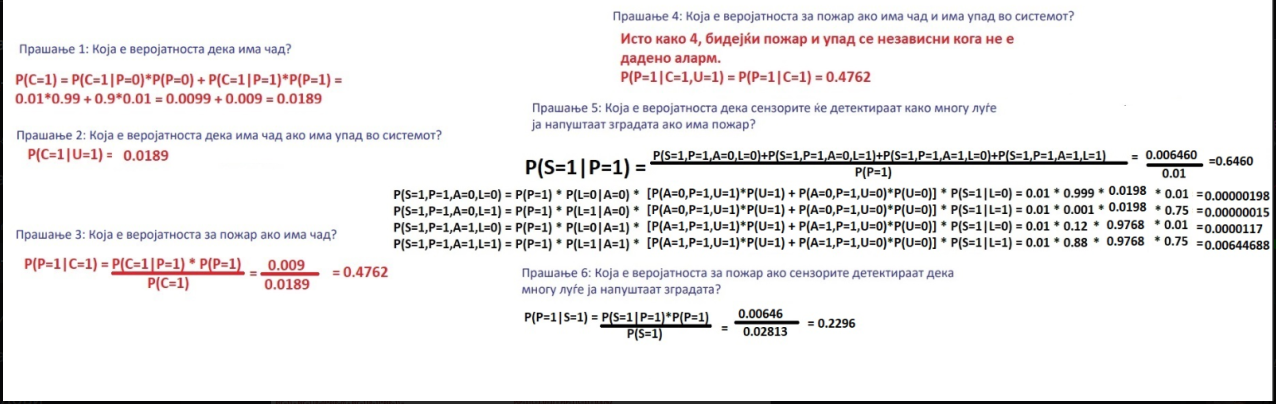 Прашање 1: Која е веројатноста дека има чад?
P(C=1) = P(C=1|P=0)*P(P=0) + P(C=1|P=1)*P(P=1) =
0.01*0.99 + 0.9*0.01 = 0.0099 + 0.009 = 0.0189
Прашање 2: Која е веројатноста дека има чад ако има упад во системот?
P(C=1|U=1) = 0.0189
Прашање 3: Која е веројатноста за пожар ако има чад?
P(P=1|C=1) = P(C=1|P=1) * P(P=1) / P(C=1) = 0.009 / 0.0189 = 0.4762
Прашање 4: Која е веројатноста за пожар ако има чад и има упад во системот?
Исто како 4, бидејќи пожар и упад се независни кога не е
дадено аларм.
P(P=1|C=1,U=1) = P(P=1|C=1) = 0.4762
Прашање 5: Која е веројатноста дека сензорите ќе детектираат како многу луѓе
ја напуштаат зградата ако има пожар?
P(S=1|P=1) = P(S=1,P=1,A=0,L=0)+P(S=1,P=1,A=0,L=1)+P(S=1,P=1,A=1,L=0)+P(S=1,P=1,A=1,L=1) / P(P=1) = 0.006460 / 0.01 =0.6460
P(S=1,P=1,A=0,L=0) = P(P=1) * P(L=0|A=0) * [P(A=0,P=1,U=1)*P(U=1) + P(A=0,P=1,U=0)*P(U=0)] * P(S=1|L=0) = 0.01 * 0.999 * 0.0198 * 0.01 =0.00000198
P(S=1,P=1,A=0,L=1) = P(P=1) * P(L=1|A=0) * [P(A=0,P=1,U=1)*P(U=1) + P(A=0,P=1,U=0)*P(U=0)] * P(S=1|L=1) = 0.01 * 0.001 * 0.0198 * 0.75 =0.00000015
P(S=1,P=1,A=1,L=0) = P(P=1) * P(L=0|A=1) * [P(A=1,P=1,U=1)*P(U=1) + P(A=1,P=1,U=0)*P(U=0)] * P(S=1|L=0) = 0.01 * 0.12 * 0.9768 * 0.01 =0.0000117
P(S=1,P=1,A=1,L=1) = P(P=1) * P(L=1|A=1) * [P(A=1,P=1,U=1)*P(U=1) + P(A=1,P=1,U=0)*P(U=0)] * P(S=1|L=1) = 0.01 * 0.88 * 0.9768 * 0.75 =0.00644688
Прашање 6: Која е веројатноста за пожар ако сензорите детектираат дека
многу луѓе ја напуштаат зградата?
P(P=1|S=1) = P(S=1|P=1)*P(P=1) / P(S=1) = 0.00646 / 0.02813 = 0.2296